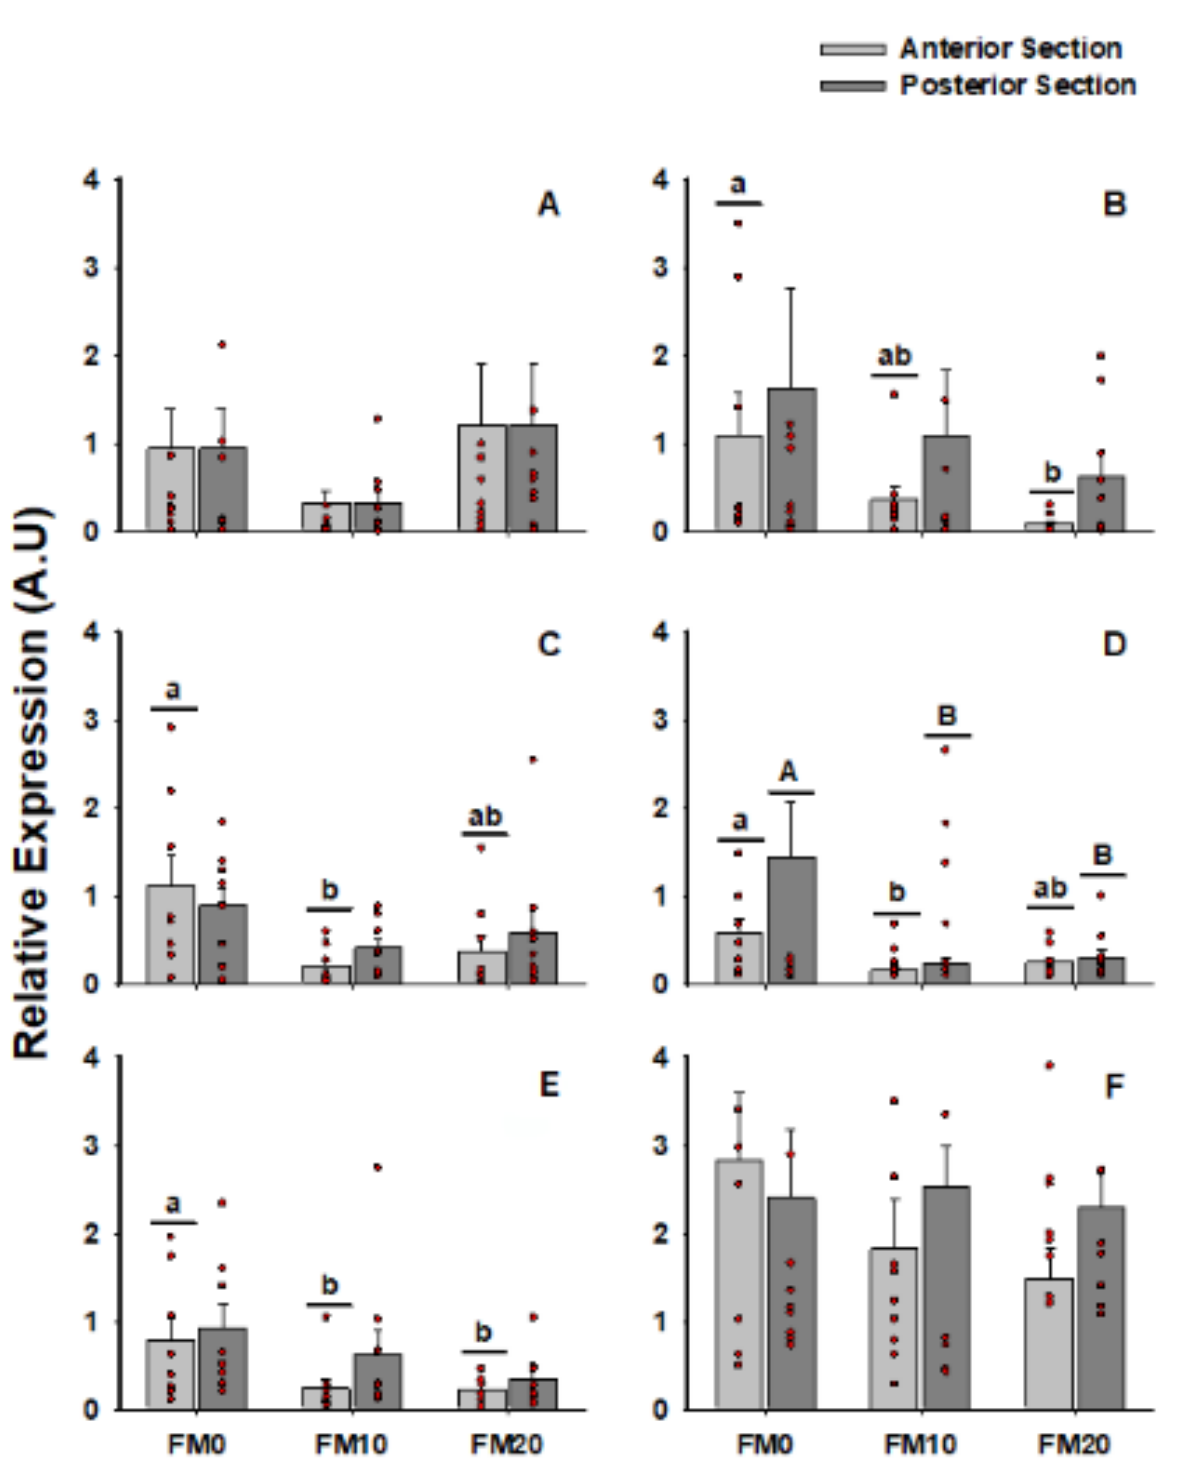 Anterior Section
Posterior Section
Relative Expression (A.U)
4 A
3
2
1
0
4 a B
3
2 ab
1
b
0
4 C
3 a
2
ab
1 b
0
4 D
3 B
2 A
a
1 b ab B
0
4 E
3
2 a
1 b b
0
FM0 FM10 FM20
4 F
3
2
1
0
FM0 FM10 FM20